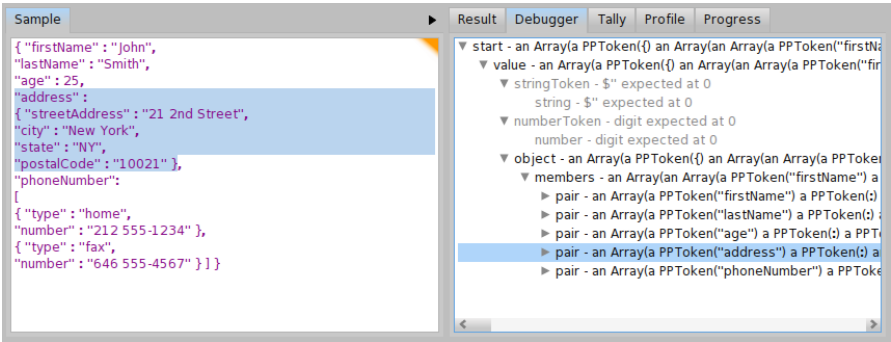 Sample
{ "firstName" : "John",
"lastName" : "Smith",
"age" : 25,
"address" :
{ "streetAddress" : "21 2nd Street",
"city" : "New York",
"state" : "NY",
"postalCode" : "10021" },
"phoneNumber":
[
{ "type" : "home",
"number" : "212 555-1234" },
{ "type" : "fax",
"number" : "646 555-4567" } ] }
Result Debugger Tally Profile Progress
start - an Array(a PPToken({) an Array(an Array(a PPToken("firstNa
value - an Array(a PPToken({) an Array(an Array(a PPToken("fir
stringToken - $" expected at 0
string - $" expected at 0
numberToken - digit expected at 0
number - digit expected at 0
object - an Array(a PPToken({) an Array(an Array(a PPToken
members - an Array(an Array(a PPToken("firstName") a
pair - an Array(a PPToken("firstName") a PPToken(:)
pair - an Array(a PPToken("lastName") a PPToken(:)
pair - an Array(a PPToken("age") a PPToken(:) a PPT
pair - an Array(a PPToken("address") a PPToken(:) a
pair - an Array(a PPToken("phoneNumber") a PPToke